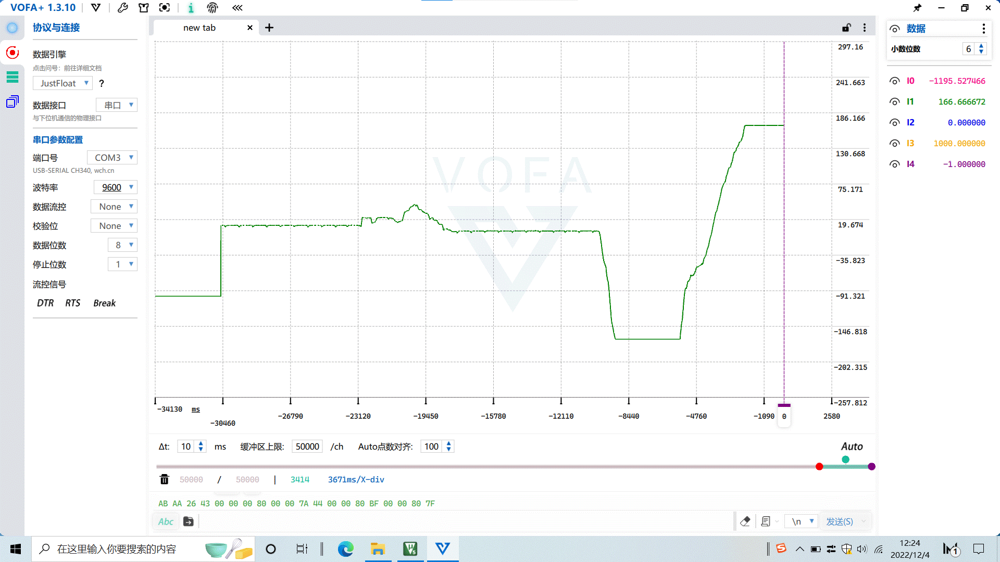 VOFA+ 1.3.10
协议与连接
数据引擎
点击问号：前往详细文档
JustFloat ?
数据接口 串口
与下位机通信的物理接口
串口参数配置
端口号 COM3
USB-SERIAL CH340, wch.cn
波特率 9600
数据流控 None
校验位 None
数据位数 8
停止位数 1
流控信号
DTR RTS Break
new tab
VOFA
297.16
241.663
186.166
130.668
75.171
19.674
-35.823
-91.321
-146.818
-202.315
-257.812
-34130 ms
-30460 -26790 -23120 -19450 -15780 -12110 -8440 -4760 -1090 0 2580
Δt: 10 ms 缓冲区上限: 50000 /ch Auto点数对齐: 100 Auto
50000 / 50000 | 3414 3671ms/X-div
AB AA 26 43 00 00 00 80 00 00 7A 44 00 00 80 BF 00 00 80 7F
Abc \n 发送(S)
数据
小数位数 6
I0 -1195.527466
I1 166.666672
I2 0.000000
I3 1000.000000
I4 -1.000000
在这里输入你要搜索的内容
12:24
2022/12/4
1